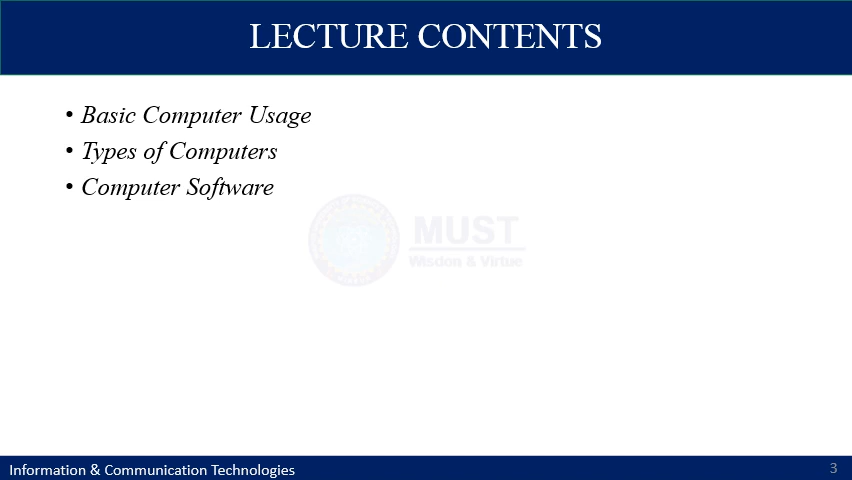 LECTURE CONTENTS
• Basic Computer Usage
• Types of Computers
• Computer Software
MUST
Wisdom & Virtue
Information & Communication Technologies
3